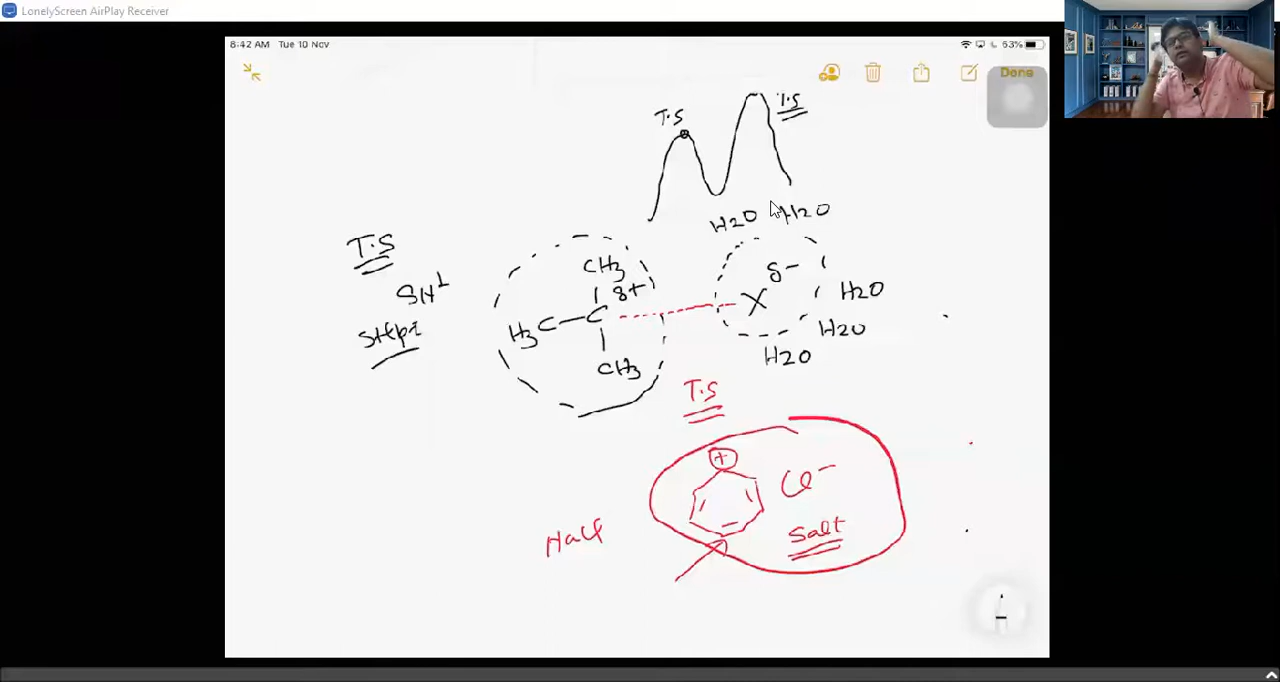 LonelyScreen AirPlay Receiver
8:42 AM Tue 10 Nov
53%
Done
T.S
T.S
H2O H2O
T.S
SN1
Step1
CH3
δ+
H3C-C
CH3
X
δ-
H2O
H2O
H2O
T.S
+
Cl-
Salt
Half